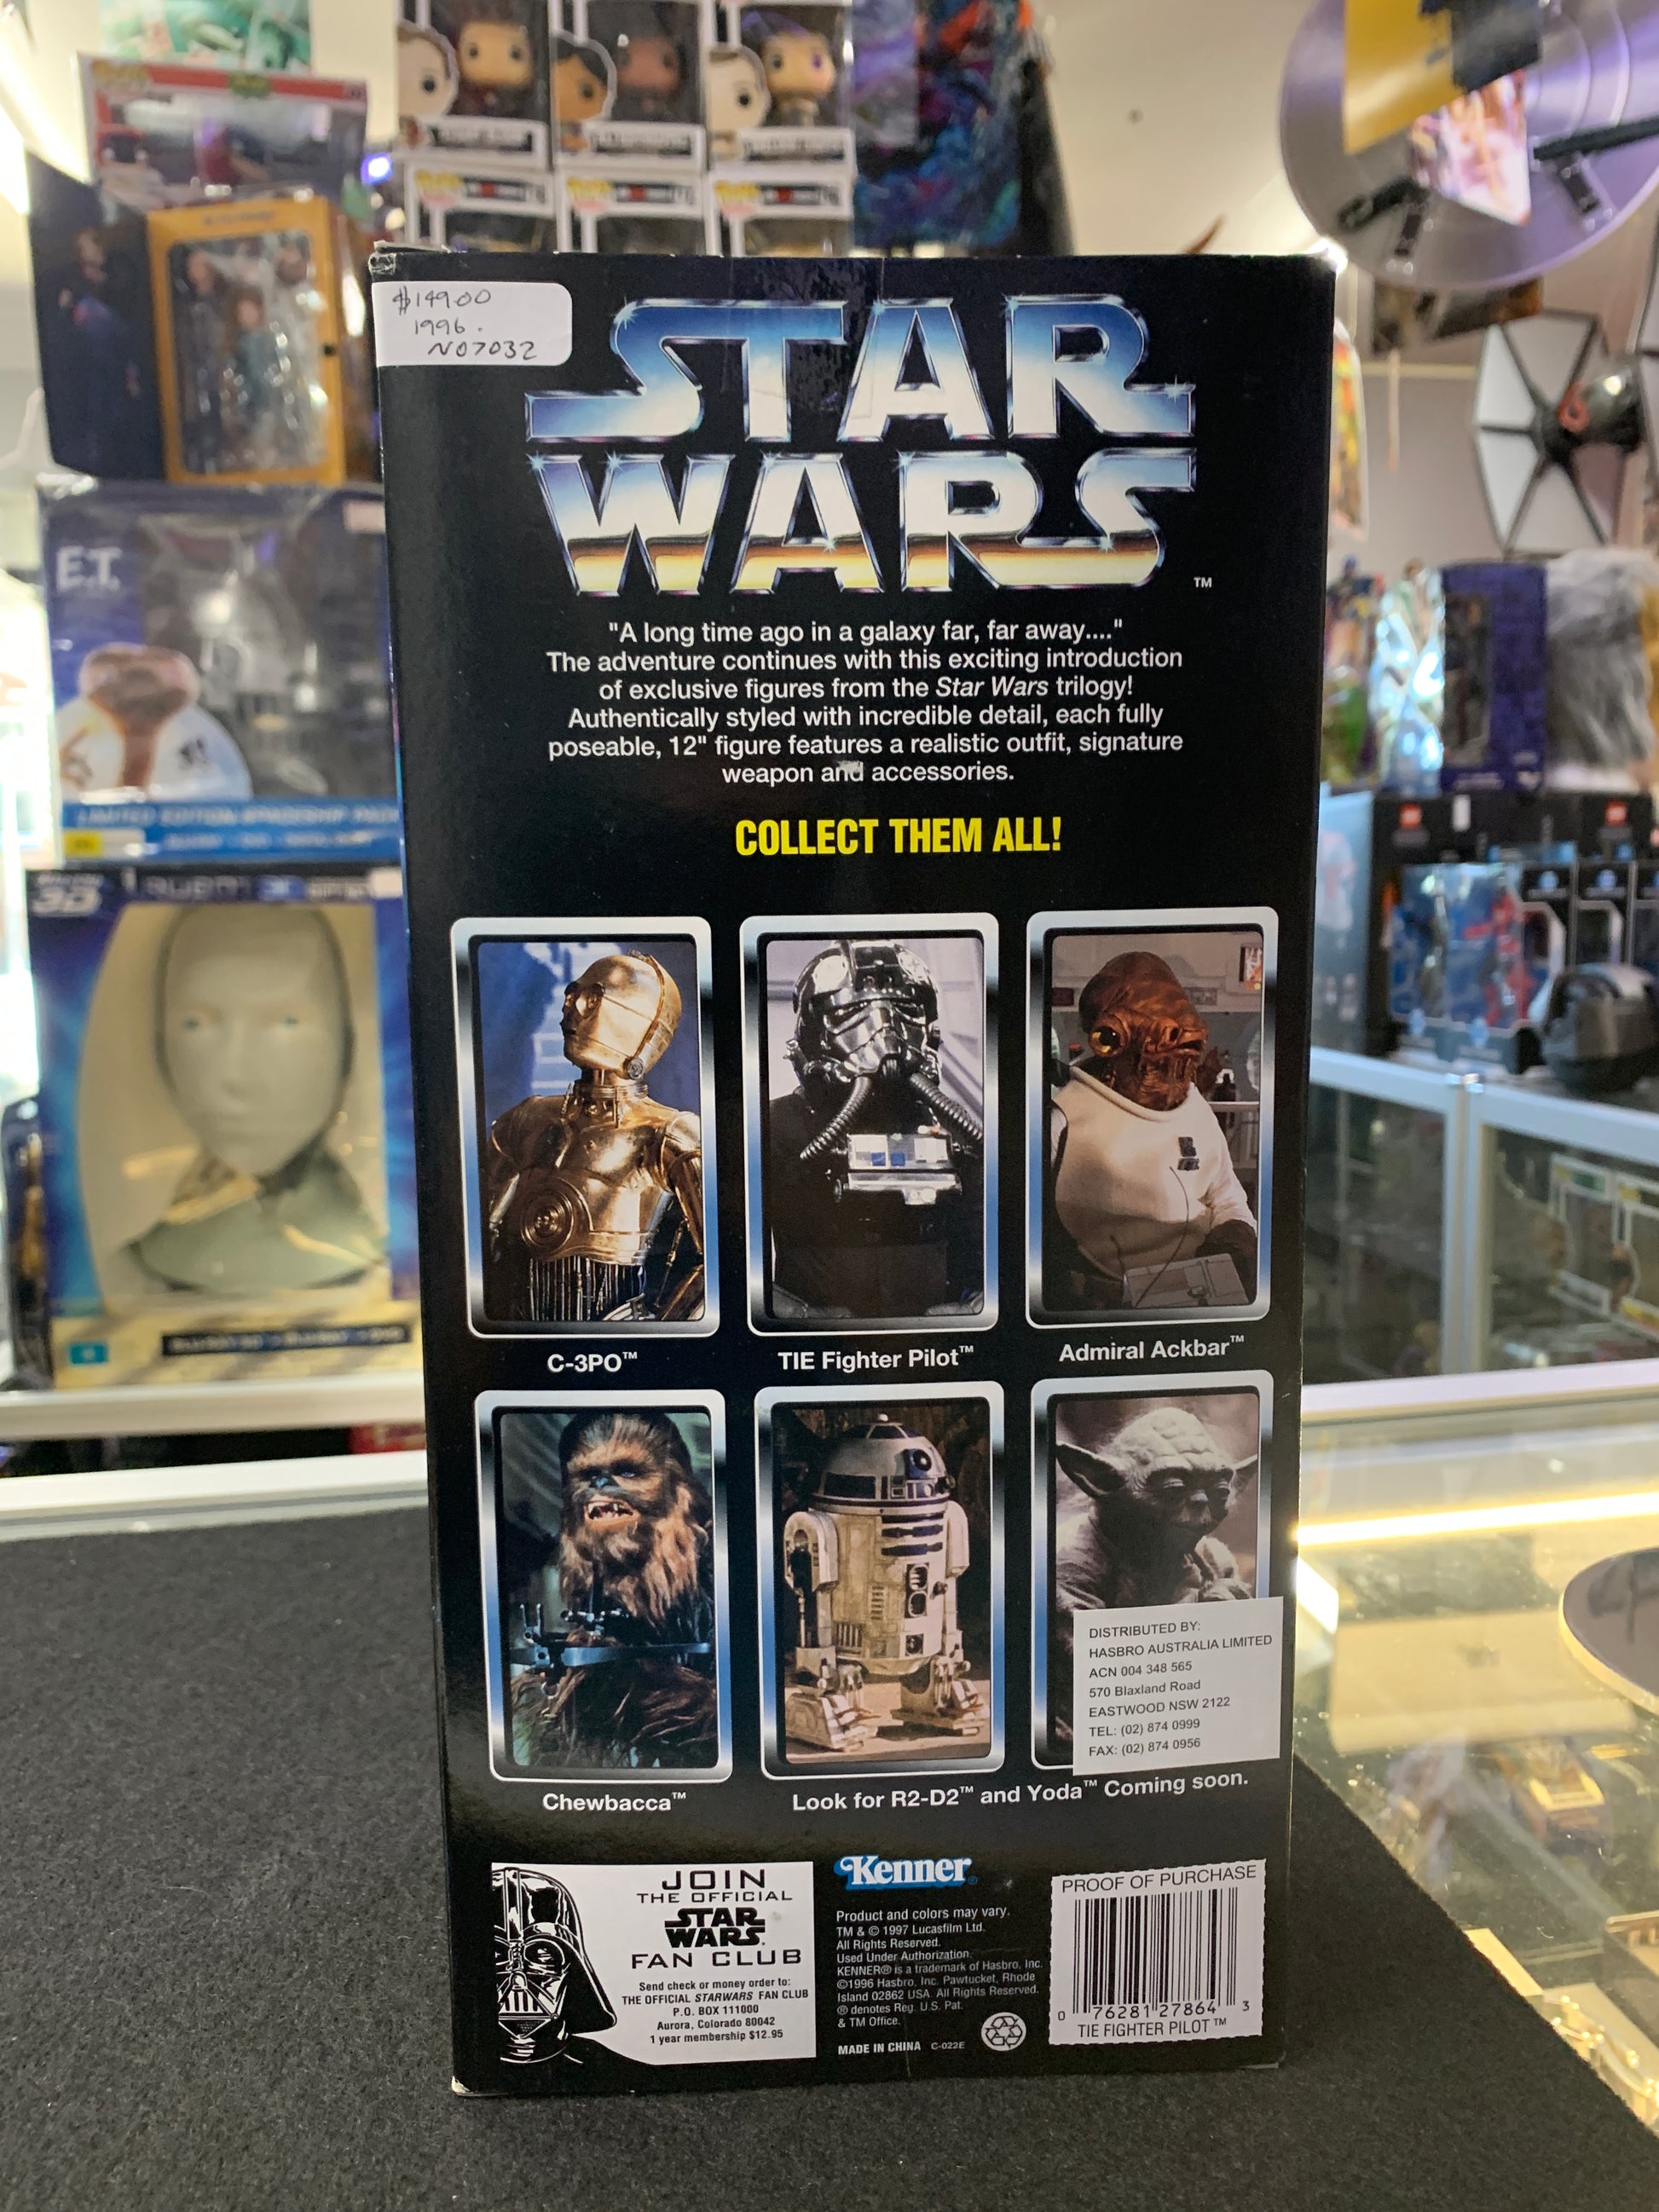 $149.00
1996.
N07032
STAR
WARS
TM
"A long time ago in a galaxy far, far away...."
The adventure continues with this exciting introduction
of exclusive figures from the Star Wars trilogy!
Authentically styled with incredible detail, each fully
poseable, 12" figure features a realistic outfit, signature
weapon and accessories.
COLLECT THEM ALL!
C-3PO™
TIE Fighter Pilot™
Admiral Ackbar™
Chewbacca™
Look for R2-D2™ and Yoda™ Coming soon.
DISTRIBUTED BY:
HASBRO AUSTRALIA LIMITED
ACN 004 348 565
570 Blaxland Road
EASTWOOD NSW 2122
TEL: (02) 874 0999
FAX: (02) 874 0956
JOIN
THE OFFICIAL
STAR
WARS.
FAN CLUB
Send check or money order to:
THE OFFICIAL STARWARS FAN CLUB
P.O. BOX 111000
Aurora, Colorado 80042
1 year membership $12.95
Kenner®
Product and colors may vary.
TM & © 1997 Lucasfilm Ltd.
All Rights Reserved.
Used Under Authorization.
KENNER® is a trademark of Hasbro, Inc.
©1996 Hasbro, Inc. Pawtucket, Rhode
Island 02862 USA. All Rights Reserved.
® denotes Reg. U.S. Pat.
& TM Office.
MADE IN CHINA C-022E
PROOF OF PURCHASE
0 76281 27864 3
TIE FIGHTER PILOT™
E.T.
LIMITED EDITION SPACESHIP PACK
3D